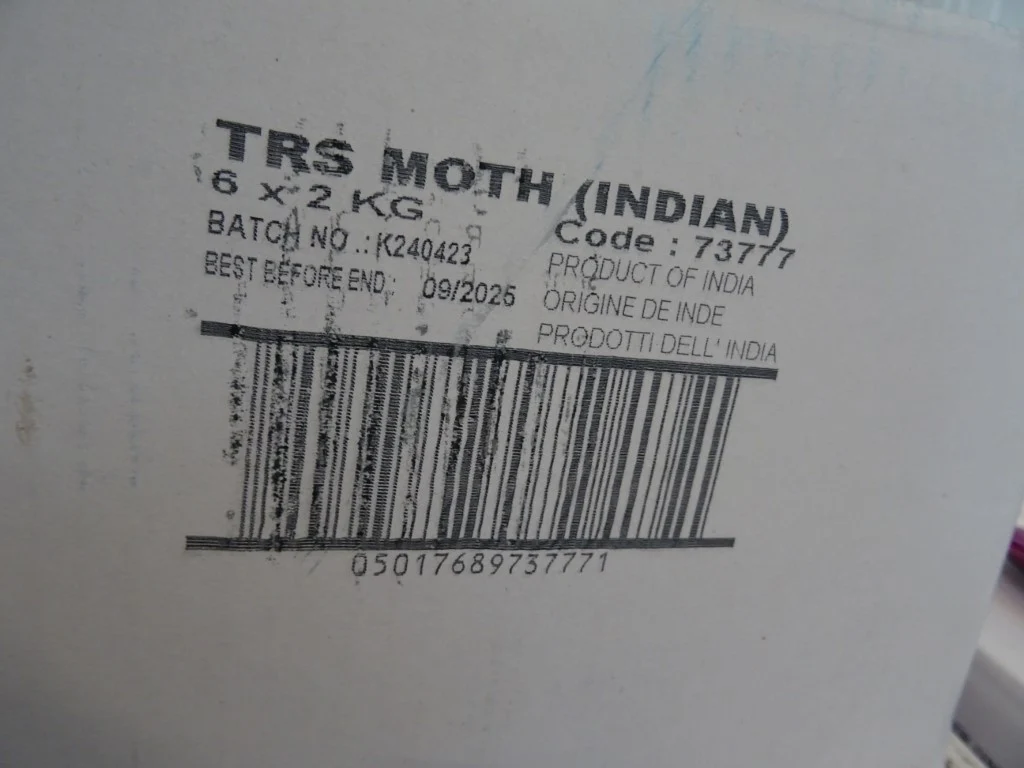 TRS MOTH (INDIAN)
6 X 2 KG
Code : 73777
BATCH NO .: K240423
PRODUCT OF INDIA
BEST BEFORE END : 09/2025
ORIGINE DE INDE
PRODOTTI DELL' INDIA
05017689737771